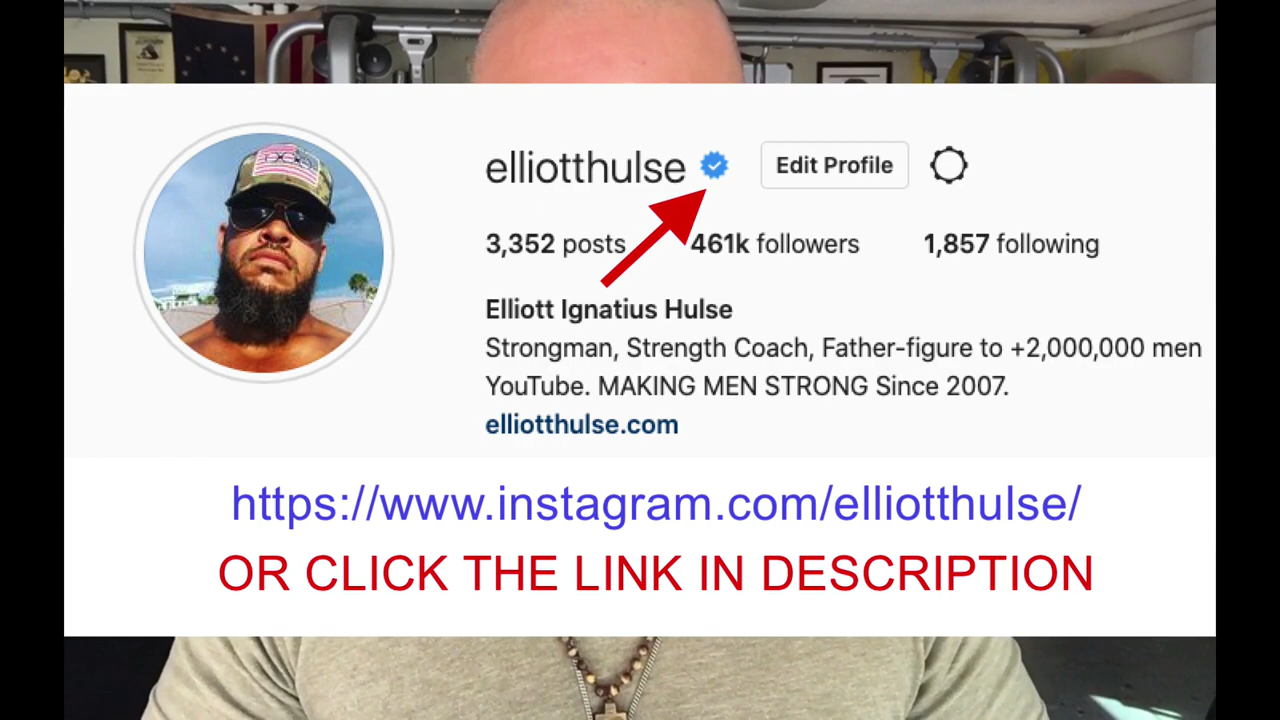 elliotthulse Edit Profile
3,352 posts 461k followers 1,857 following
Elliott Ignatius Hulse
Strongman, Strength Coach, Father-figure to +2,000,000 men
YouTube. MAKING MEN STRONG Since 2007.
elliotthulse.com
https://www.instagram.com/elliotthulse/
OR CLICK THE LINK IN DESCRIPTION